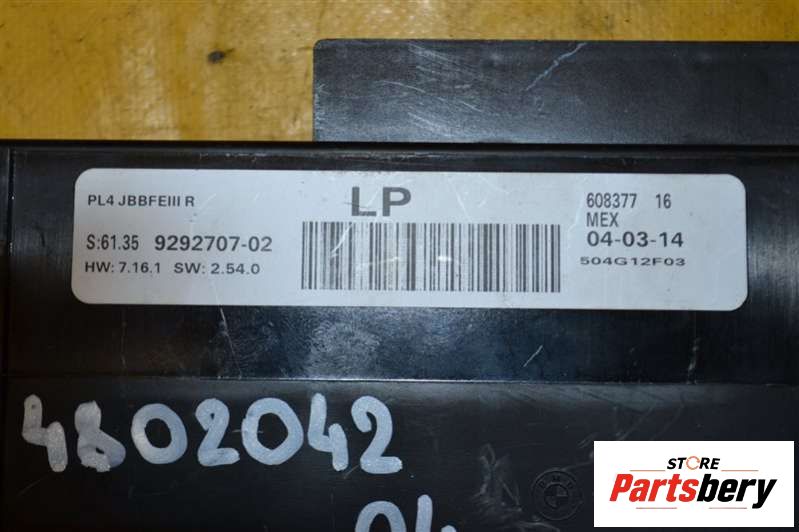 PL4 JBBFEIII R
LP
608377 16
MEX
S:61.35 9292707-02
04-03-14
HW: 7.16.1 SW: 2.54.0
504G12F03
4802042
04
STORE
Partsbery